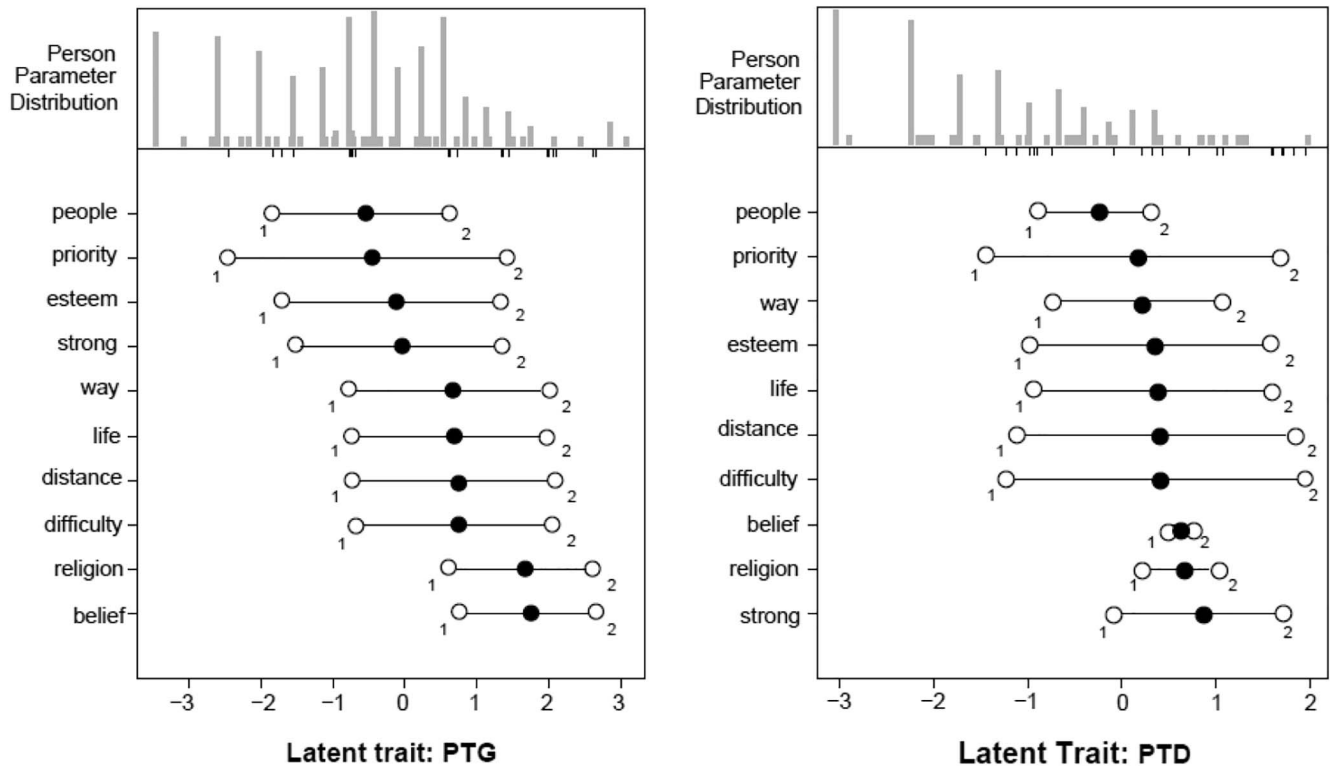 Person
Parameter
Distribution
people
1
2
priority
1
2
esteem
1
2
strong
1
2
way
1
2
life
1
2
distance
1
2
difficulty
1
2
religion
1
2
belief
1
2
−3 −2 −1 0 1 2 3
Latent trait: PTG
Person
Parameter
Distribution
people
1
2
priority
1
2
way
1
2
esteem
1
2
life
1
2
distance
1
2
difficulty
1
2
belief
1
2
religion
1
2
strong
1
2
−3 −2 −1 0 1 2
Latent Trait: PTD